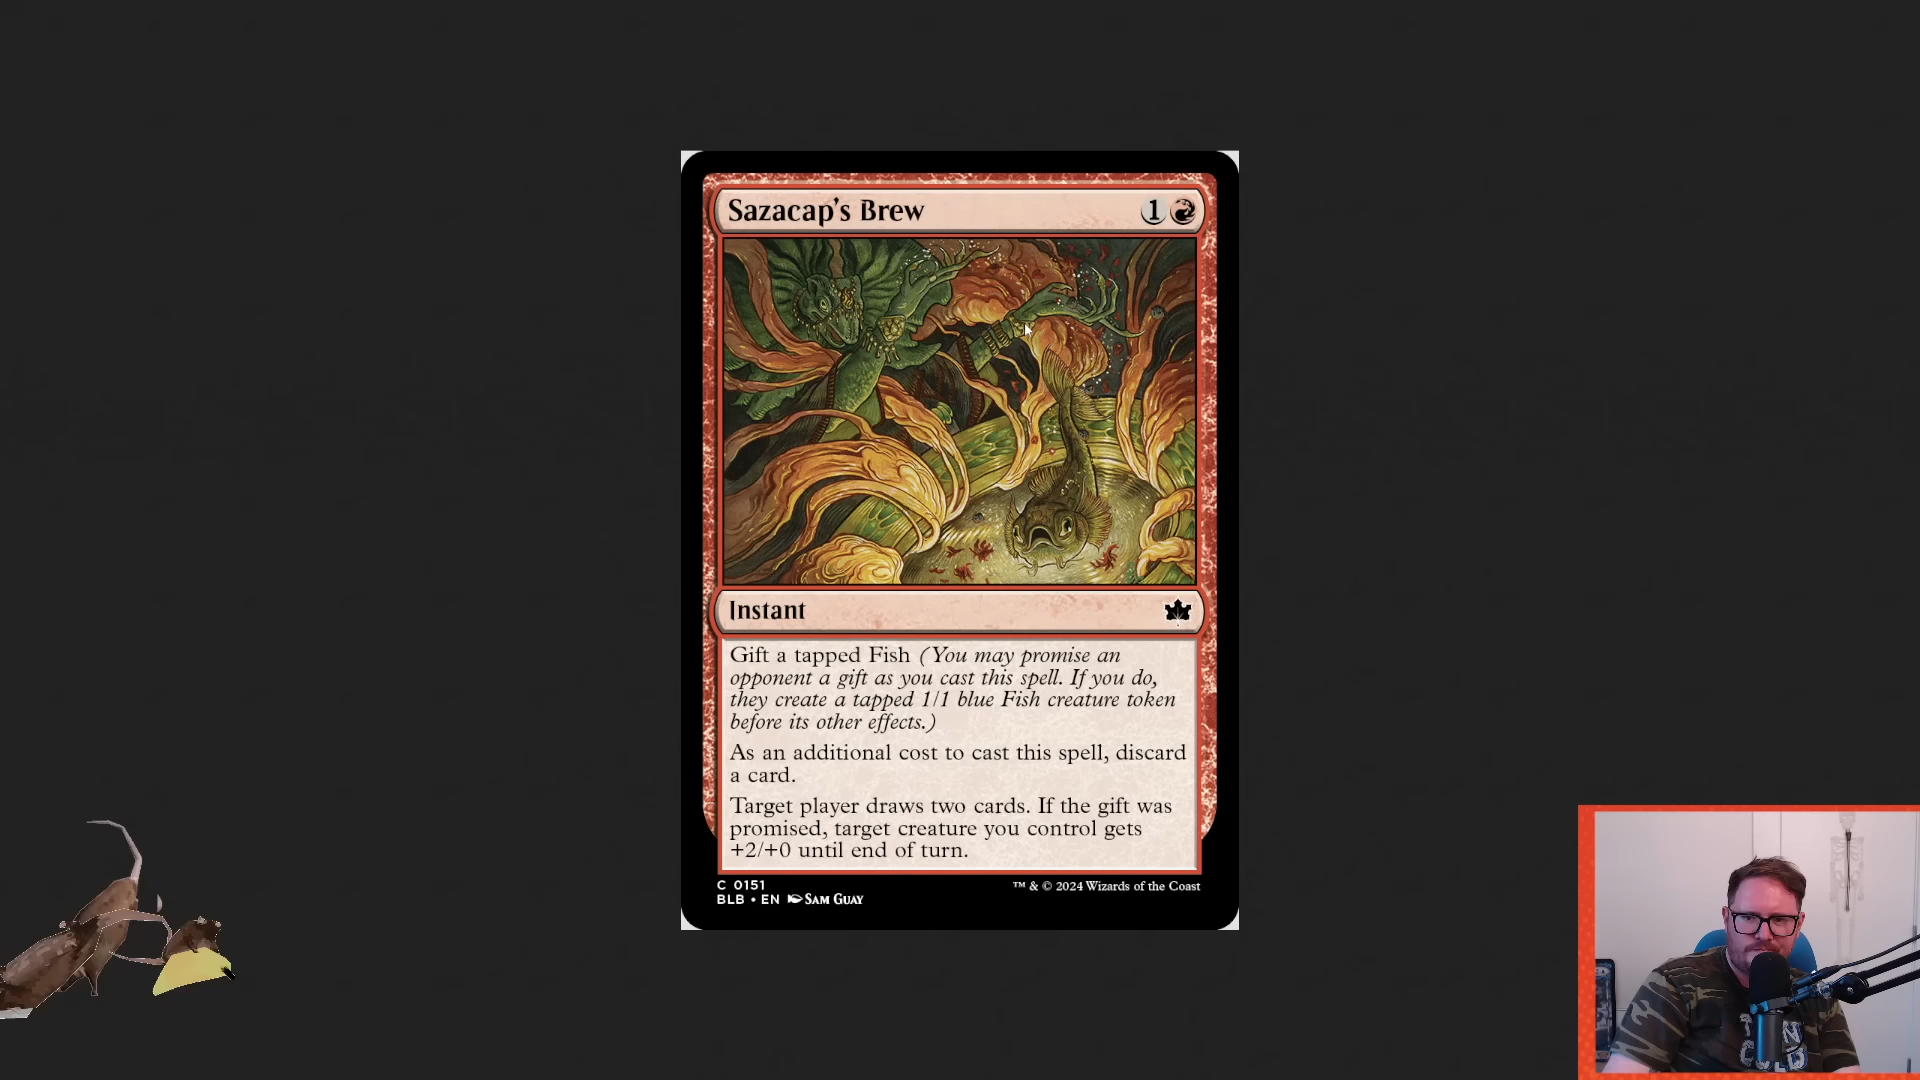 Sazacap's Brew 1
Instant
Gift a tapped Fish (You may promise an
opponent a gift as you cast this spell. If you do,
they create a tapped 1/1 blue Fish creature token
before its other effects.)
As an additional cost to cast this spell, discard
a card.
Target player draws two cards. If the gift was
promised, target creature you control gets
+2/+0 until end of turn.
C 0151
BLB • EN SAM GUAY
™ & © 2024 Wizards of the Coast